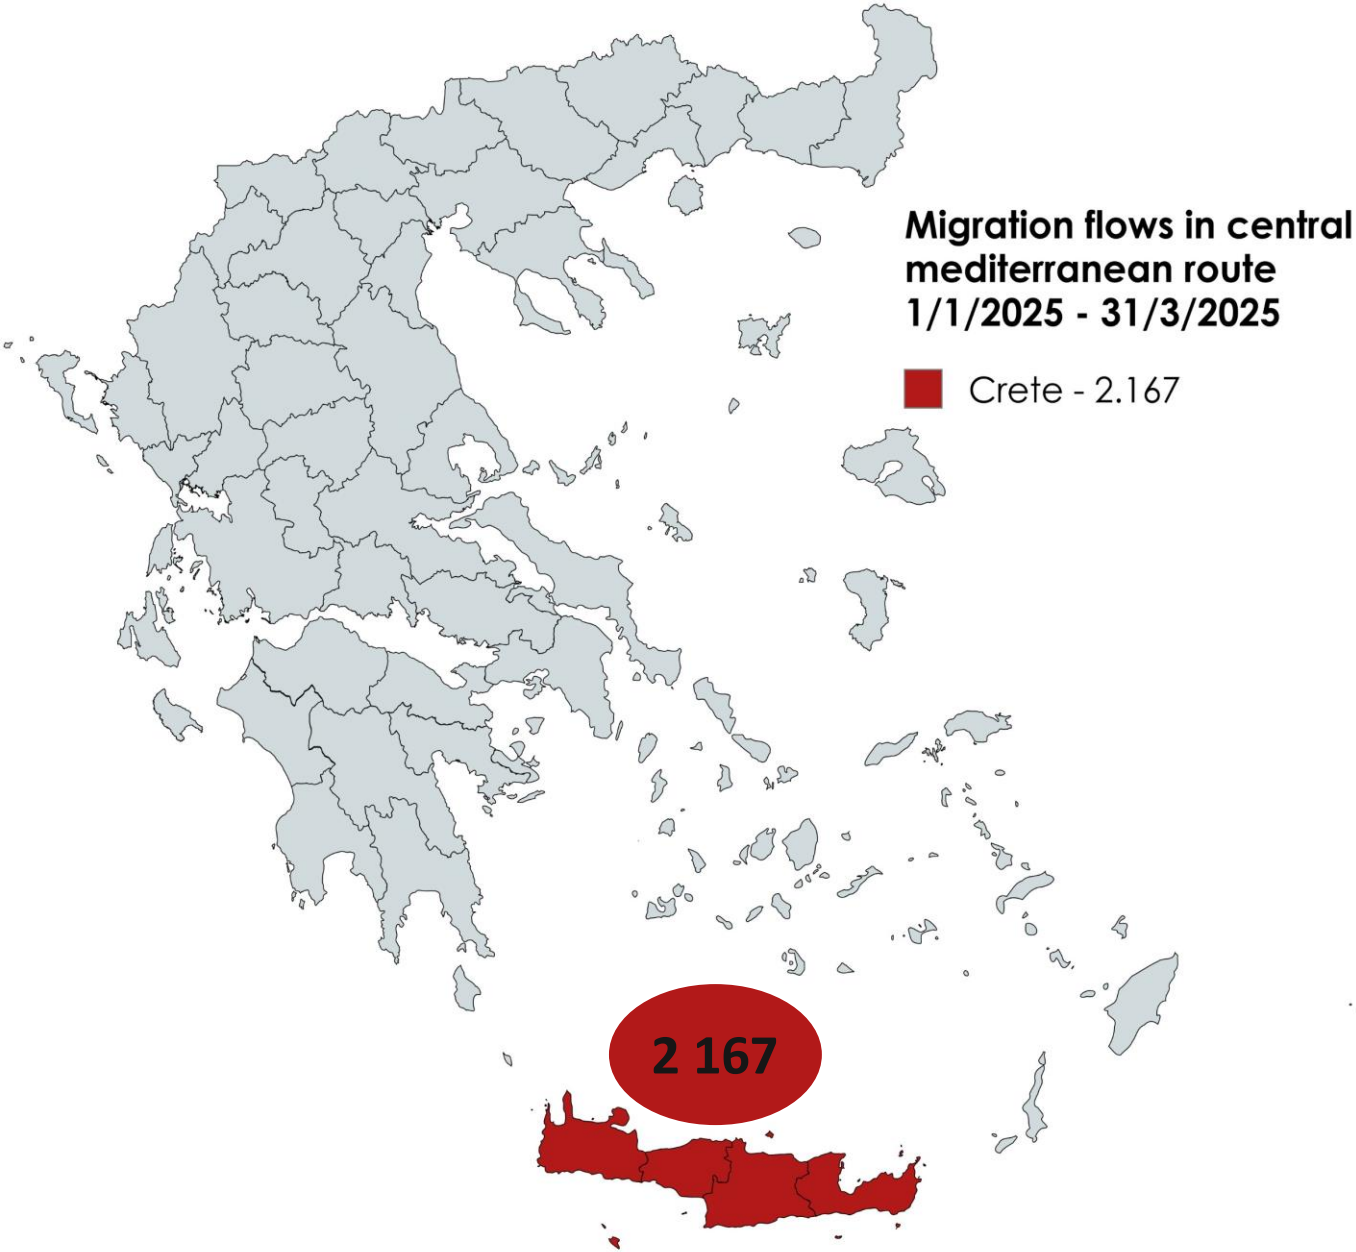 Migration flows in central
mediterranean route
1/1/2025 - 31/3/2025
Crete - 2.167
2 167